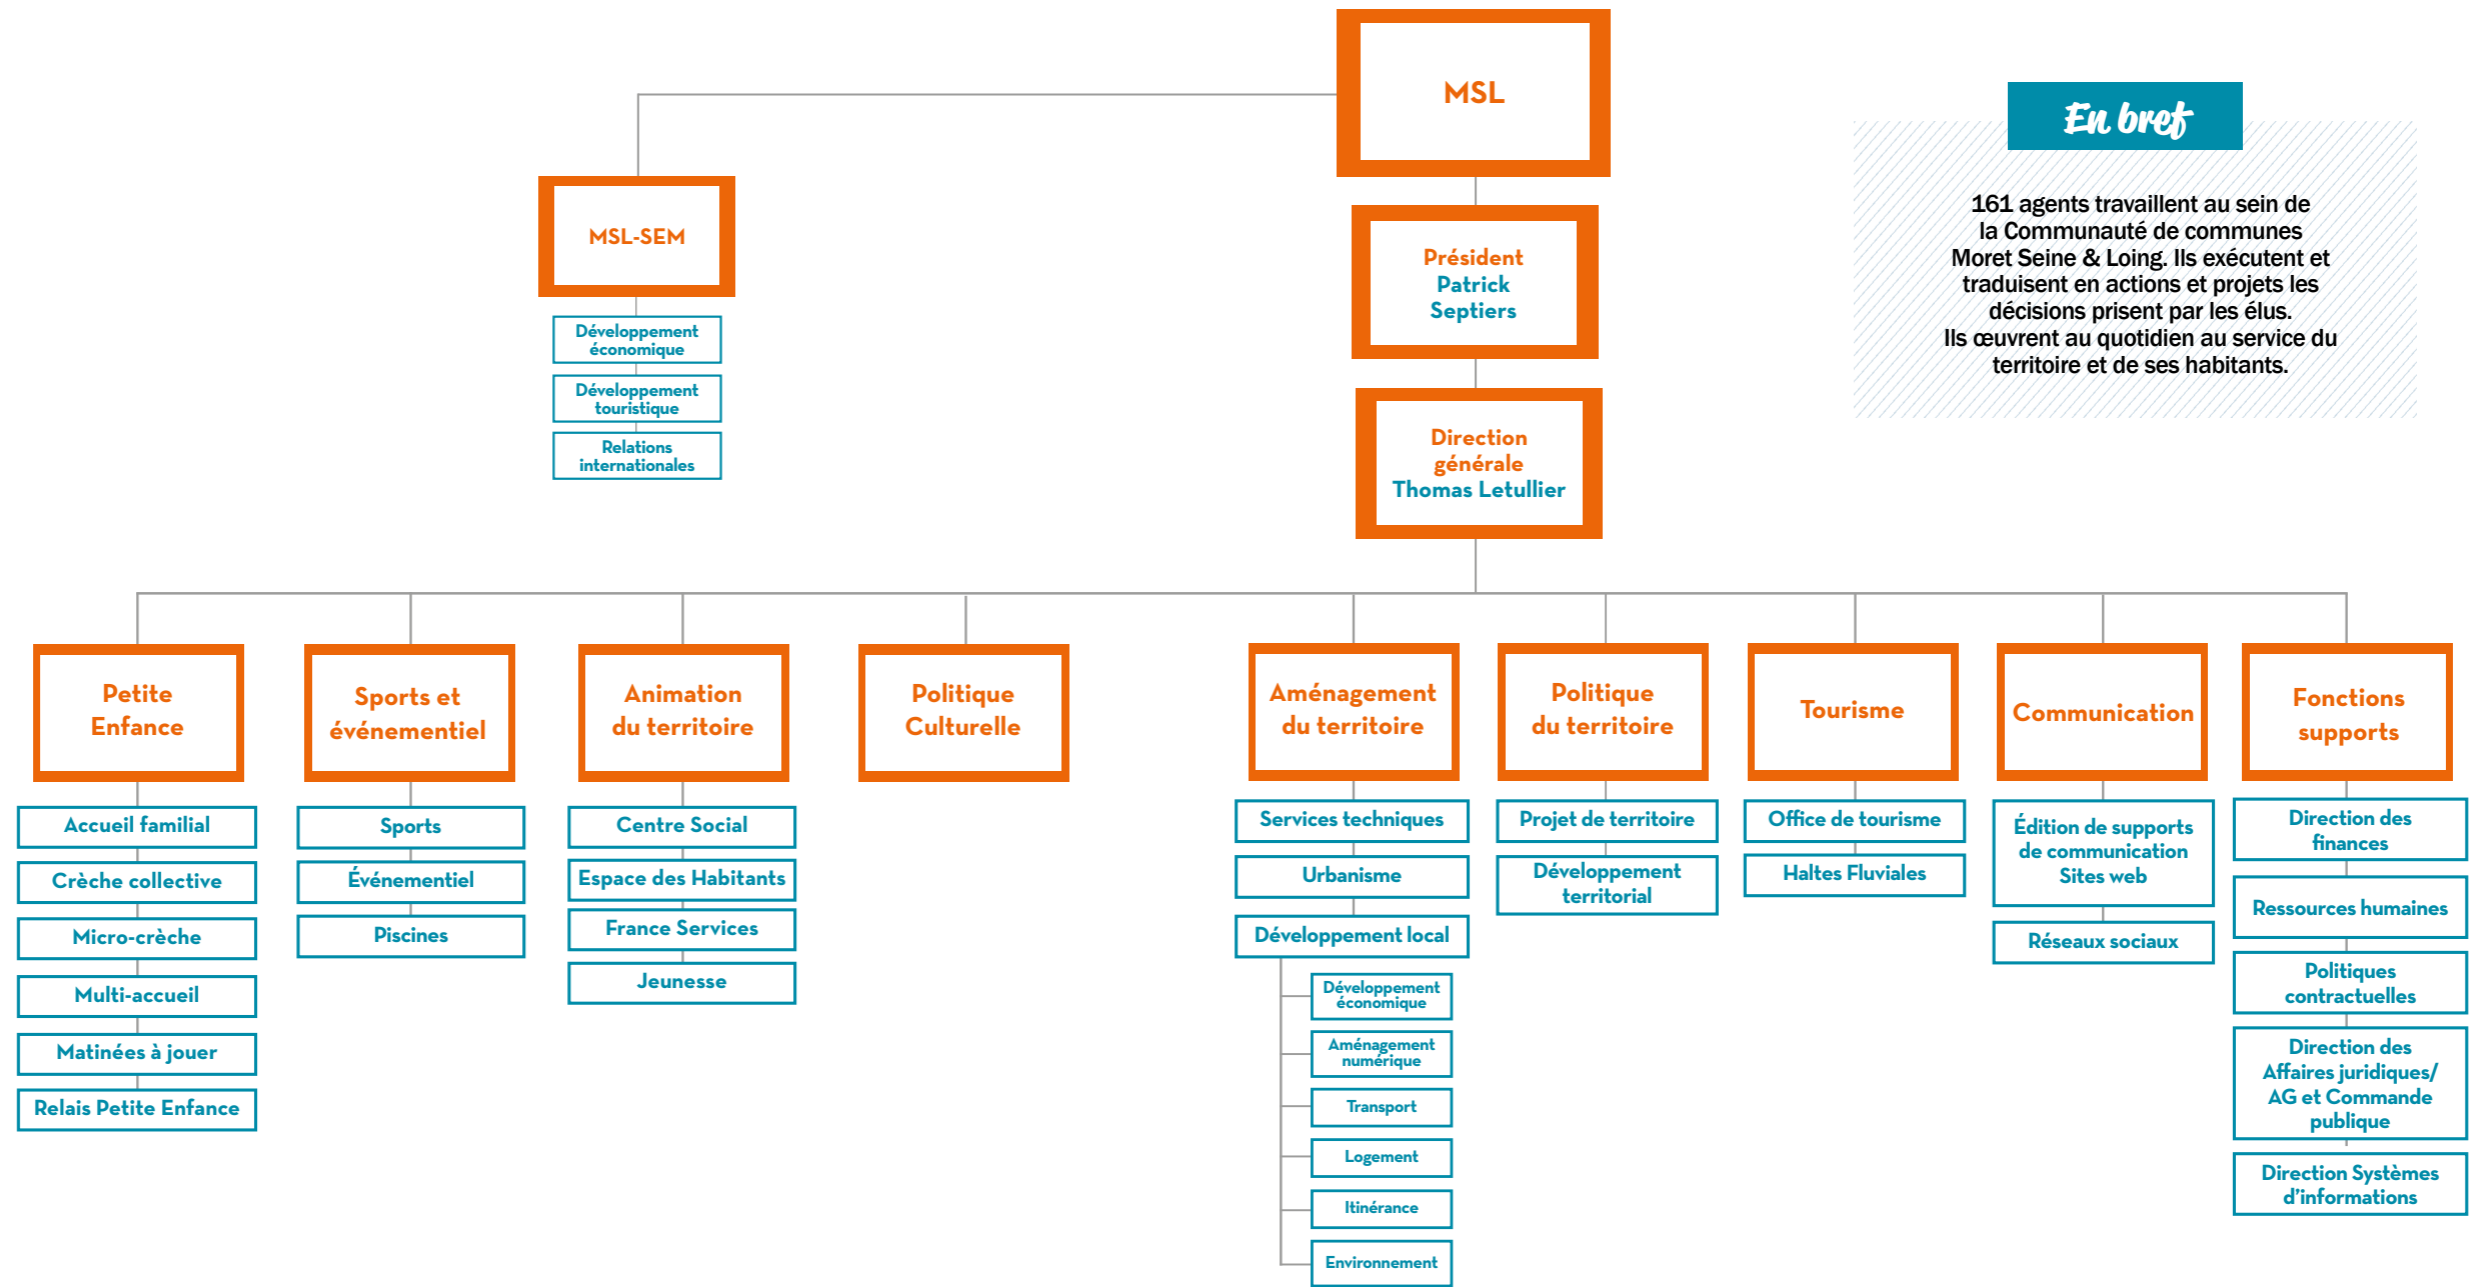 MSL
En bref
161 agents travaillent au sein de
la Communauté de communes
Moret Seine & Loing. Ils exécutent et
traduisent en actions et projets les
décisions prisent par les élus.
Ils œuvrent au quotidien au service du
territoire et de ses habitants.
MSL-SEM
Développement
économique
Développement
touristique
Relations
internationales
Président
Patrick
Septiers
Direction
générale
Thomas Letullier
Petite
Enfance
Accueil familial
Crèche collective
Micro-crèche
Multi-accueil
Matinées à jouer
Relais Petite Enfance
Sports et
événementiel
Sports
Événementiel
Piscines
Animation
du territoire
Centre Social
Espace des Habitants
France Services
Jeunesse
Politique
Culturelle
Aménagement
du territoire
Services techniques
Urbanisme
Développement local
Développement
économique
Aménagement
numérique
Transport
Logement
Itinérance
Environnement
Politique
du territoire
Projet de territoire
Développement
territorial
Tourisme
Office de tourisme
Haltes Fluviales
Communication
Édition de supports
de communication
Sites web
Réseaux sociaux
Fonctions
supports
Direction des
finances
Ressources humaines
Politiques
contractuelles
Direction des
Affaires juridiques/
AG et Commande
publique
Direction Systèmes
d'informations